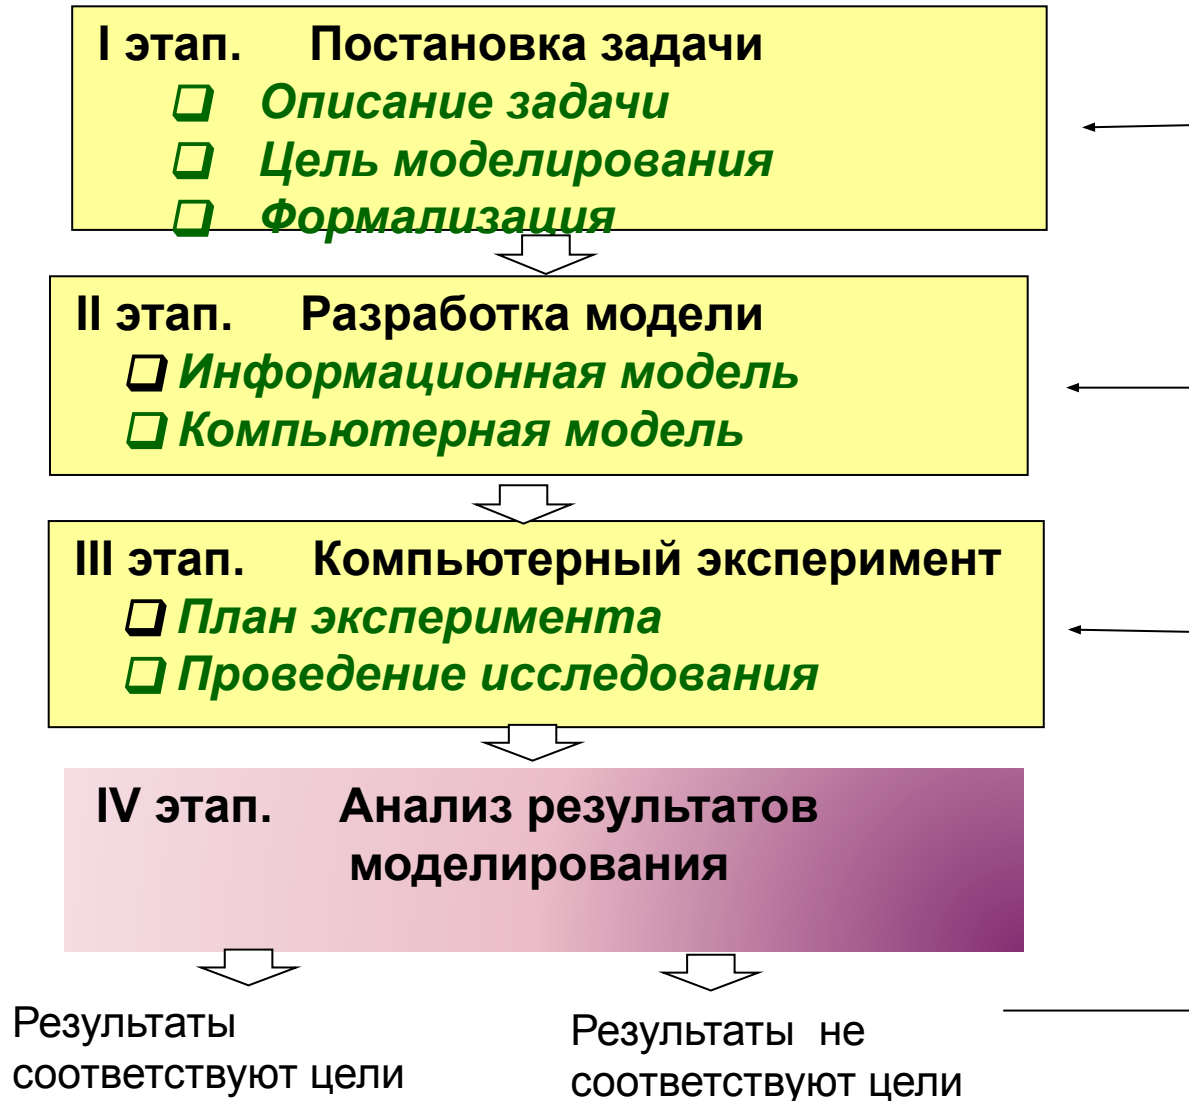 I этап. Постановка задачи
Описание задачи
Цель моделирования
Формализация
II этап. Разработка модели
Информационная модель
Компьютерная модель
III этап. Компьютерный эксперимент
План эксперимента
Проведение исследования
IV этап. Анализ результатов
моделирования
Результаты
соответствуют цели
Результаты не
соответствуют цели